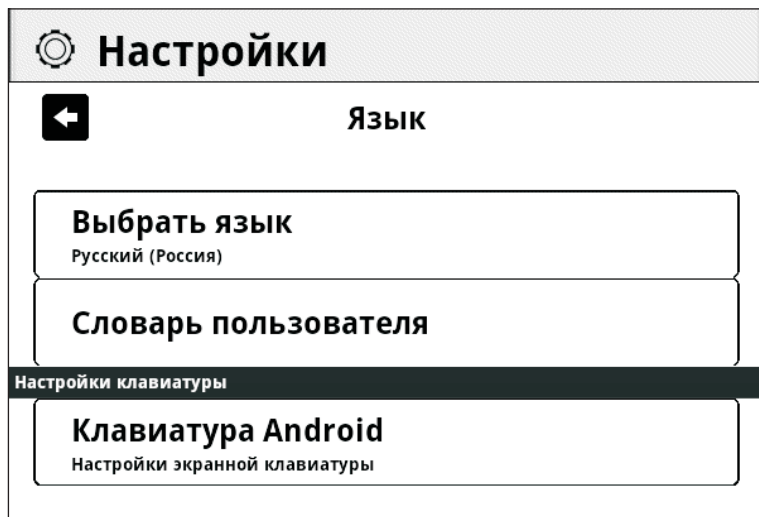 Настройки
Язык
Выбрать язык
Русский (Россия)
Словарь пользователя
Настройки клавиатуры
Клавиатура Android
Настройки экранной клавиатуры